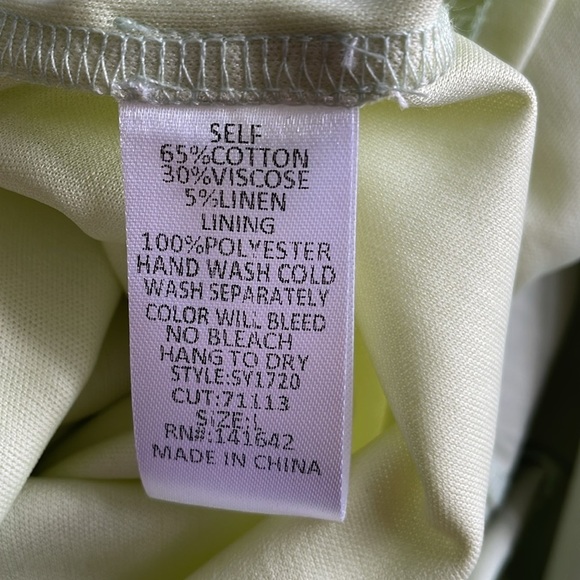 SELF
65%COTTON
30%VISCOSE
5%LINEN
LINING
100%POLYESTER
HAND WASH COLD
WASH SEPARATELY
COLOR WILL BLEED
NO BLEACH
HANG TO DRY
STYLE:SY1720
CUT:71113
SIZE:L
RN#:141642
MADE IN CHINA